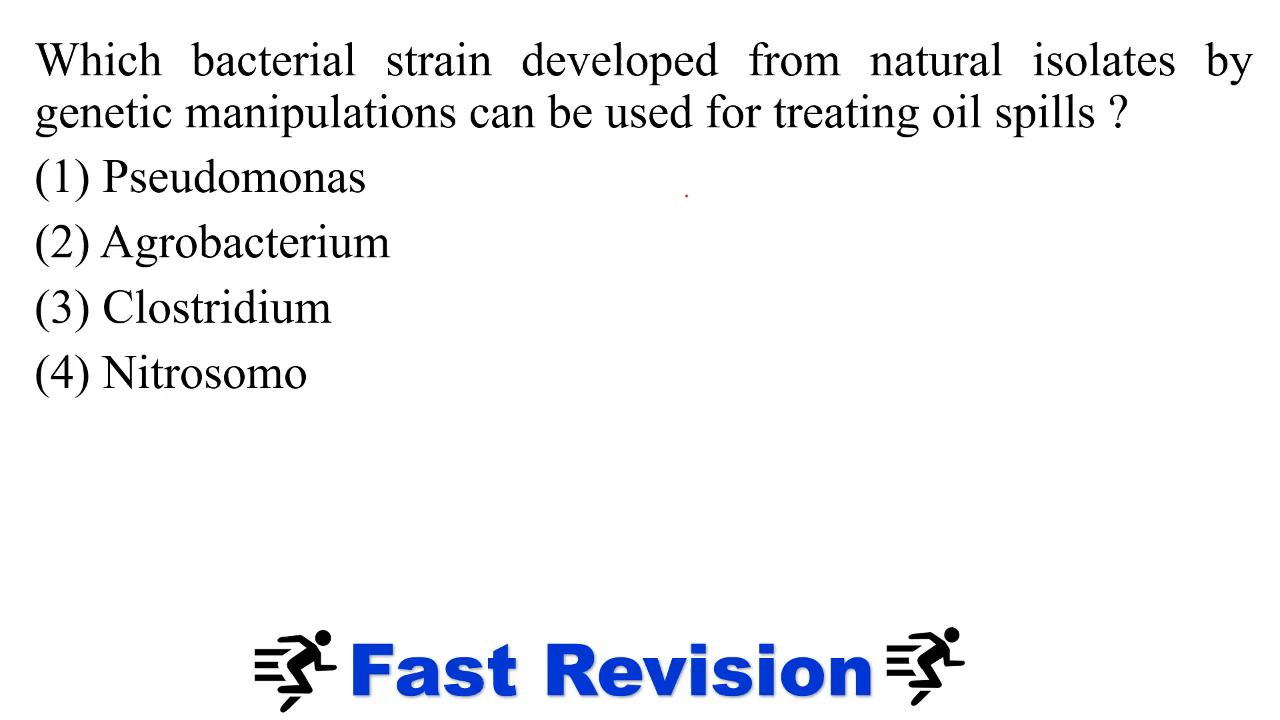 Which bacterial strain developed from natural isolates by
genetic manipulations can be used for treating oil spills ?
(1) Pseudomonas
(2) Agrobacterium
(3) Clostridium
(4) Nitrosomo
Fast Revision